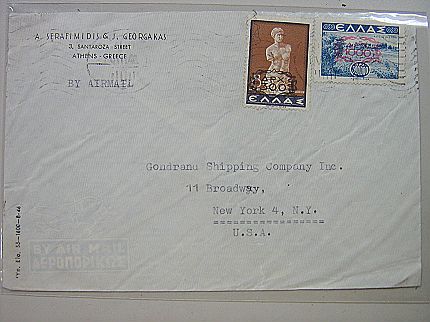 A. SERAFIMIDIS & J. GEORGAKAS
3, SANTAROZA - STREET
ATHENS - GREECE
BY AIRMAIL
ΕΛΛΑΣ
ΕΛΛΑΣ
Gondrand Shipping Company Inc.
11 Broadway,
New York 4, N.Y.
U.S.A.
BY AIR MAIL
ΑΕΡΟΠΟΡΙΚΩΣ